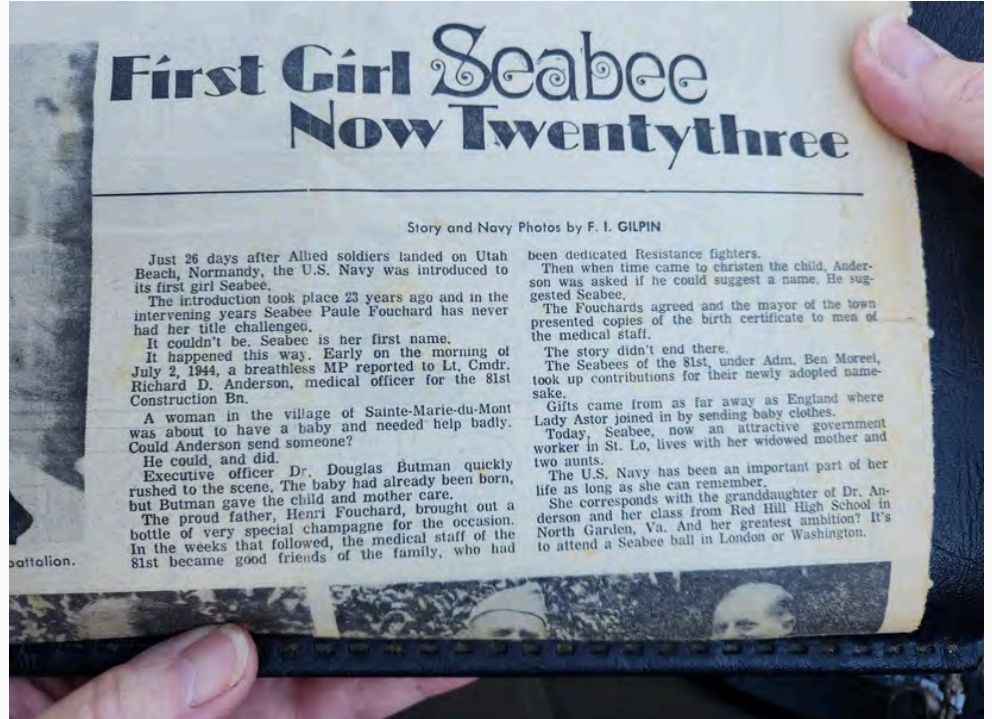 First Girl Seabee
Now Twentythree
Story and Navy Photos by F. I. GILPIN
Just 26 days after Allied soldiers landed on Utah
Beach, Normandy, the U.S. Navy was introduced to
its first girl Seabee.
The introduction took place 23 years ago and in the
intervening years Seabee Paule Fouchard has never
had her title challenged.
It couldn't be. Seabee is her first name.
It happened this way. Early on the morning of
July 2, 1944, a breathless MP reported to Lt. Cmdr.
Richard D. Anderson, medical officer for the 81st
Construction Bn.
A woman in the village of Sainte-Marie-du-Mont
was about to have a baby and needed help badly.
Could Anderson send someone?
He could, and did.
Executive officer Dr. Douglas Butman quickly
rushed to the scene. The baby had already been born,
but Butman gave the child and mother care.
The proud father, Henri Fouchard, brought out a
bottle of very special champagne for the occasion.
In the weeks that followed, the medical staff of the
81st became good friends of the family, who had
been dedicated Resistance fighters.
Then when time came to christen the child, Ander-
son was asked if he could suggest a name. He sug-
gested Seabee.
The Fouchards agreed and the mayor of the town
presented copies of the birth certificate to men of
the medical staff.
The story didn't end there.
The Seabees of the 81st, under Adm. Ben Moreel,
took up contributions for their newly adopted name-
sake.
Gifts came from as far away as England where
Lady Astor joined in by sending baby clothes.
Today, Seabee, now an attractive government
worker in St. Lo, lives with her widowed mother and
two aunts.
The U.S. Navy has been an important part of her
life as long as she can remember.
She corresponds with the granddaughter of Dr. An-
derson and her class from Red Hill High School in
North Garden, Va. And her greatest ambition? It's
to attend a Seabee ball in London or Washington.
attalion.